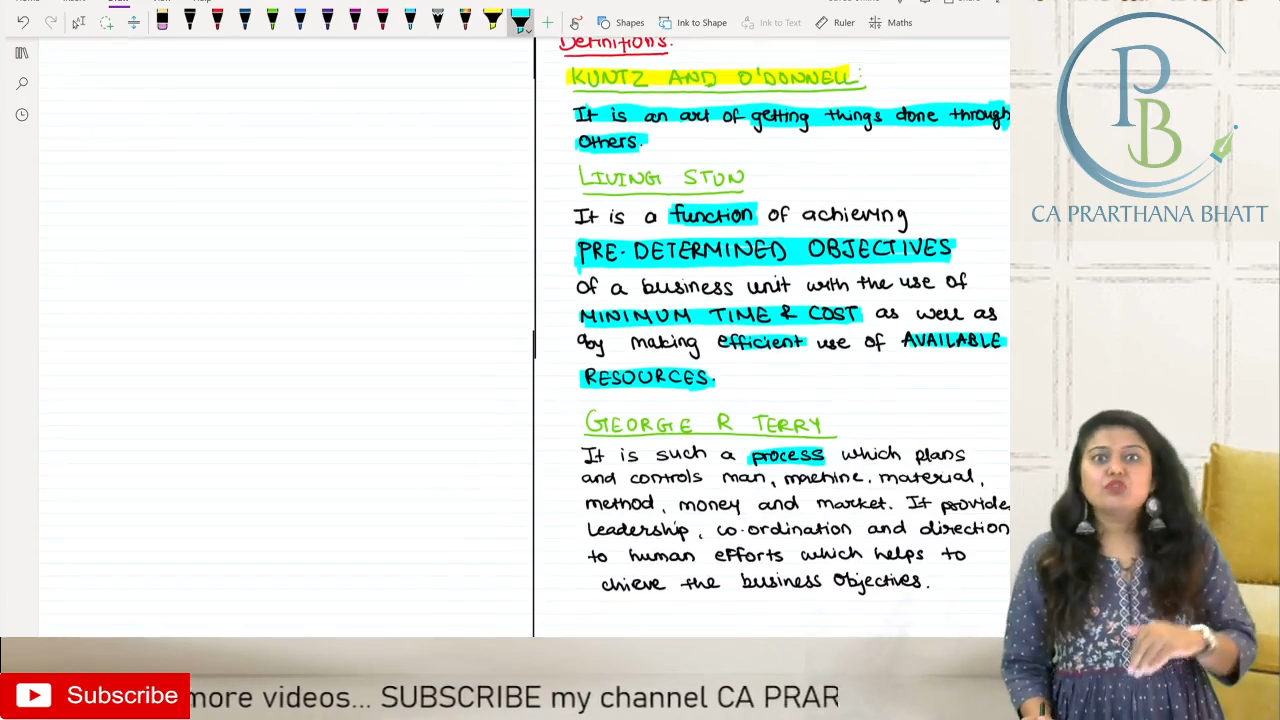 Shapes
Ink to Shape
Ink to Text
Ruler
Maths
Definitions:
KUNTZ AND O'DONNELL:
It is an art of getting things done through
others.
LIVING STON
It is a function of achieving
PRE-DETERMINED OBJECTIVES
of a business unit with the use of
MINIMUM TIME & COST as well as
by making efficient use of AVAILABLE
RESOURCES.
GEORGE R TERRY
It is such a process which plans
and controls man, machine, material,
method, money and market. It provide
leadership, co-ordination and direction
to human efforts which helps to
chieve the business objectives.
PB
CA PRARTHANA BHATT
Subscribe
more videos... SUBSCRIBE my channel CA PRAR